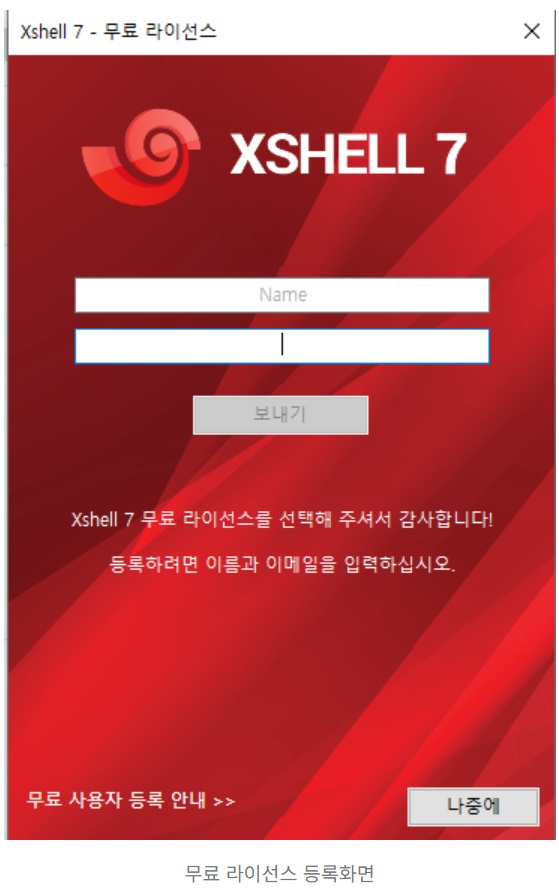 Xshell 7 - 무료 라이선스
XSHELL 7
Name
보내기
Xshell 7 무료 라이선스를 선택해 주셔서 감사합니다!
등록하려면 이름과 이메일을 입력하십시오.
무료 사용자 등록 안내 >>
나중에
무료 라이선스 등록화면